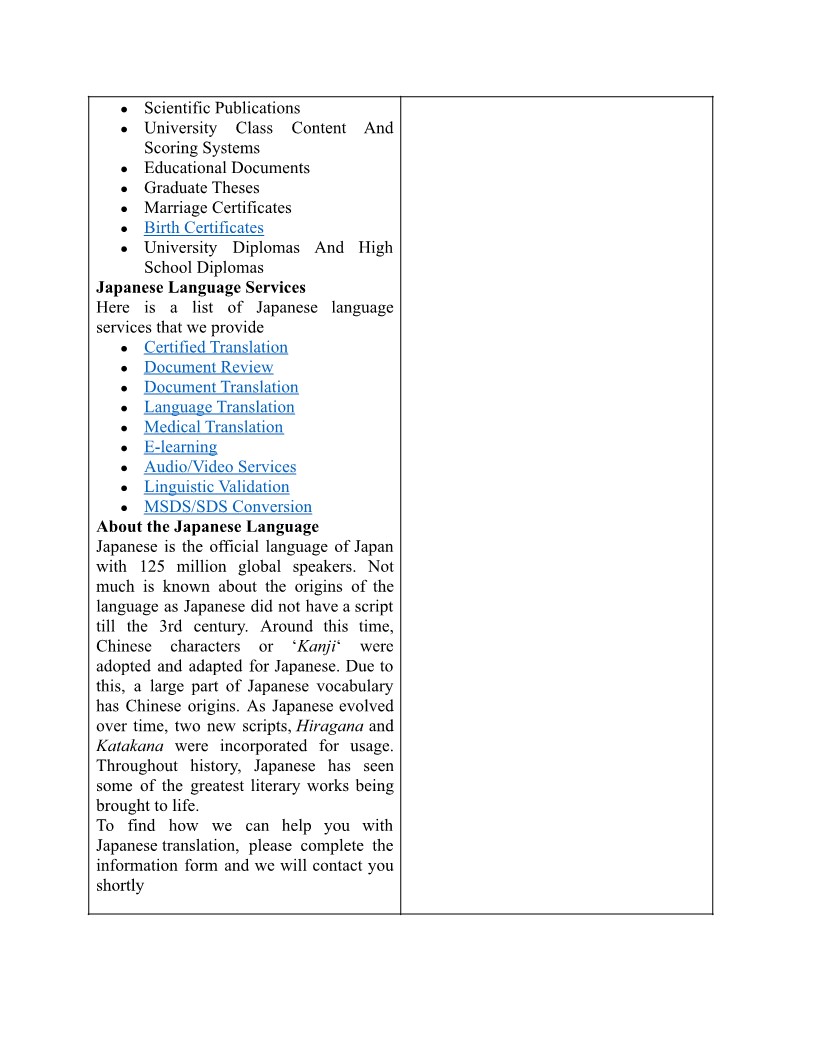 • Scientific Publications
• University Class Content And
Scoring Systems
• Educational Documents
• Graduate Theses
• Marriage Certificates
• Birth Certificates
• University Diplomas And High
School Diplomas
Japanese Language Services
Here is a list of Japanese language
services that we provide
• Certified Translation
• Document Review
• Document Translation
• Language Translation
• Medical Translation
• E-learning
• Audio/Video Services
• Linguistic Validation
• MSDS/SDS Conversion
About the Japanese Language
Japanese is the official language of Japan
with 125 million global speakers. Not
much is known about the origins of the
language as Japanese did not have a script
till the 3rd century. Around this time,
Chinese characters or ‘Kanji‘ were
adopted and adapted for Japanese. Due to
this, a large part of Japanese vocabulary
has Chinese origins. As Japanese evolved
over time, two new scripts, Hiragana and
Katakana were incorporated for usage.
Throughout history, Japanese has seen
some of the greatest literary works being
brought to life.
To find how we can help you with
Japanese translation, please complete the
information form and we will contact you
shortly